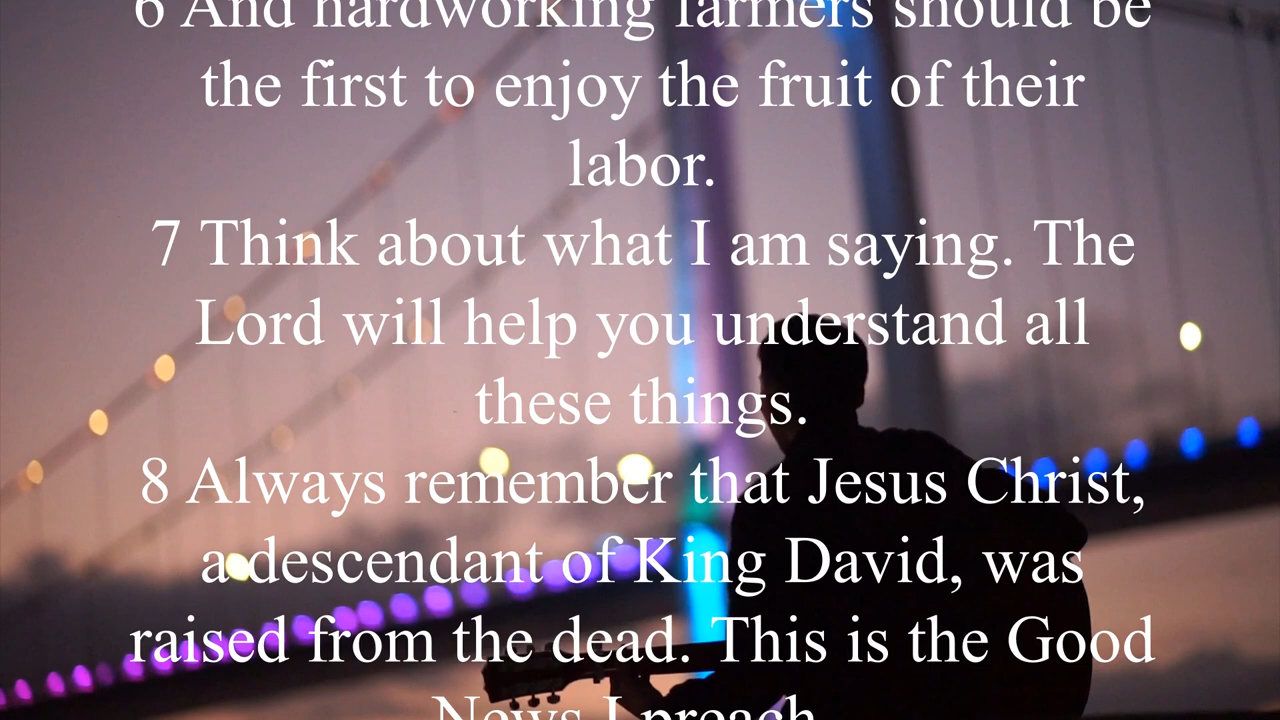 6 And hardworking farmers should be
the first to enjoy the fruit of their
labor.
7 Think about what I am saying. The
Lord will help you understand all
these things.
8 Always remember that Jesus Christ,
a descendant of King David, was
raised from the dead. This is the Good
News I preach.